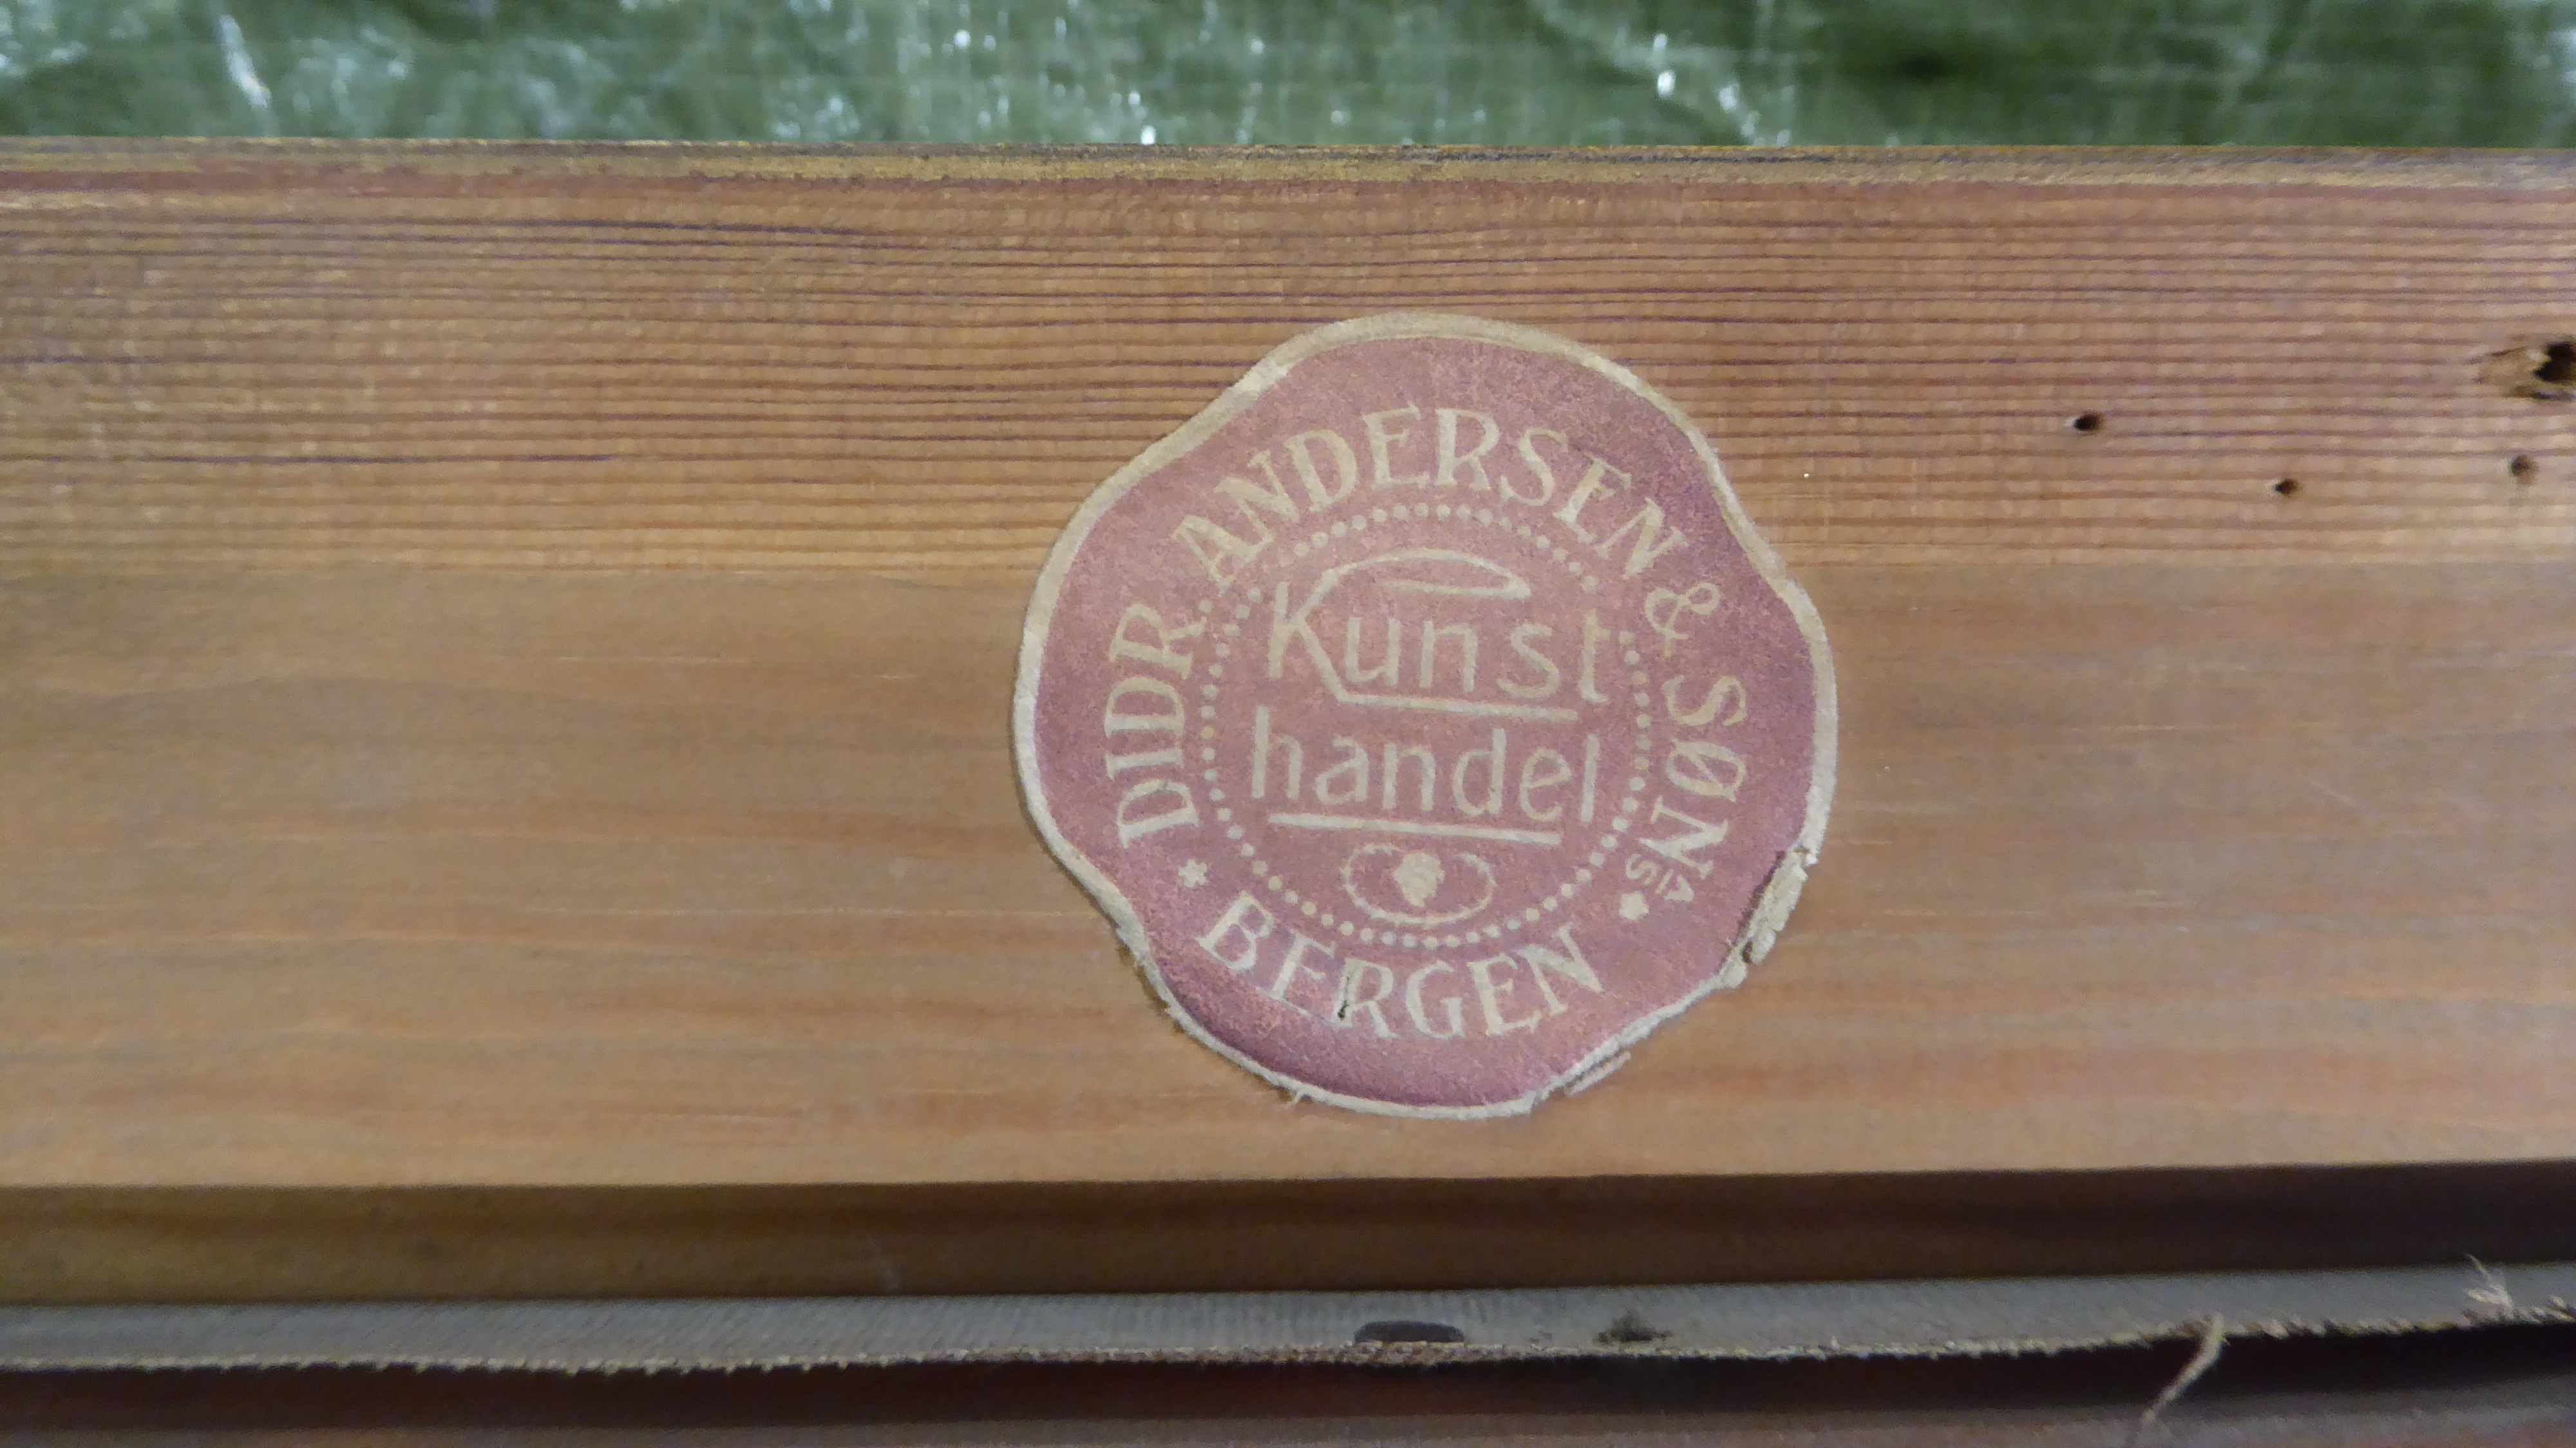 DIDR ANDERSEN & SØN A/S
Kunst
handel
* BERGEN *